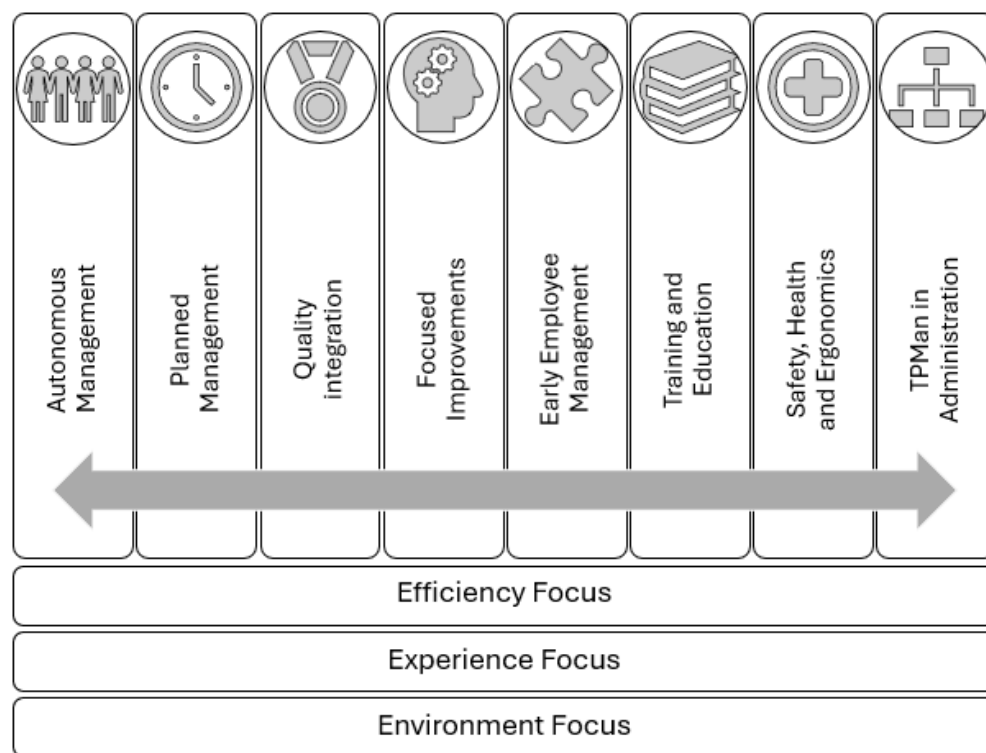 Autonomous
Management
Planned
Management
Quality
integration
Focused
Improvements
Early Employee
Management
Training and
Education
Safety, Health
and Ergonomics
TPMan in
Administration
Efficiency Focus
Experience Focus
Environment Focus